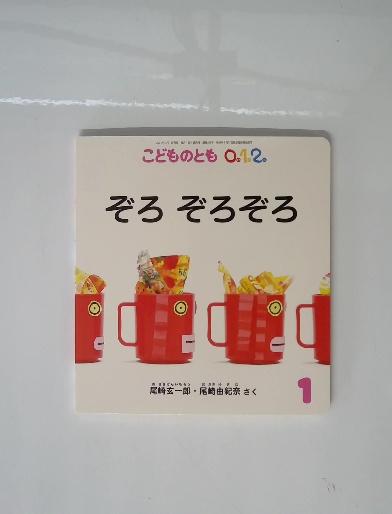 こどものとも 0.1.2.
ぞろ ぞろぞろ
尾崎玄一郎・尾崎由紀奈 さく
1